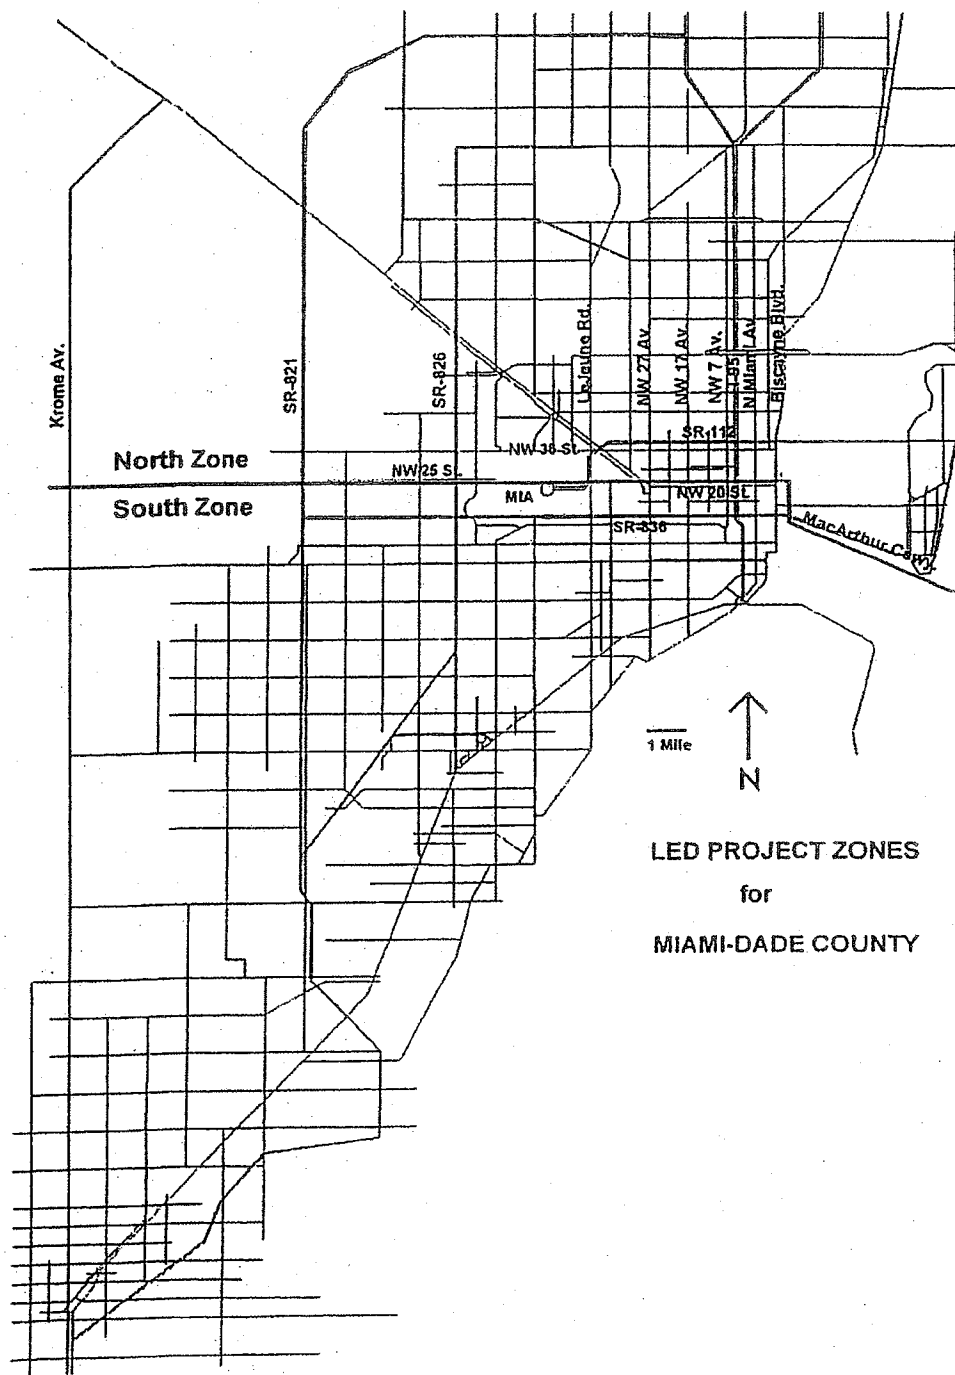 Krome Av.
SR-821
SR-826
LeJeune Rd.
NW 27 Av.
NW 17 Av.
NW 7 Av.
I-95
N Miami Av
Biscayne Blvd.
SR-112
NW 36 St.
North Zone
NW 25 St.
South Zone
MIA
NW 20 St.
SR-836
MacArthur Cswy.
1 Mile
N
LED PROJECT ZONES
for
MIAMI-DADE COUNTY